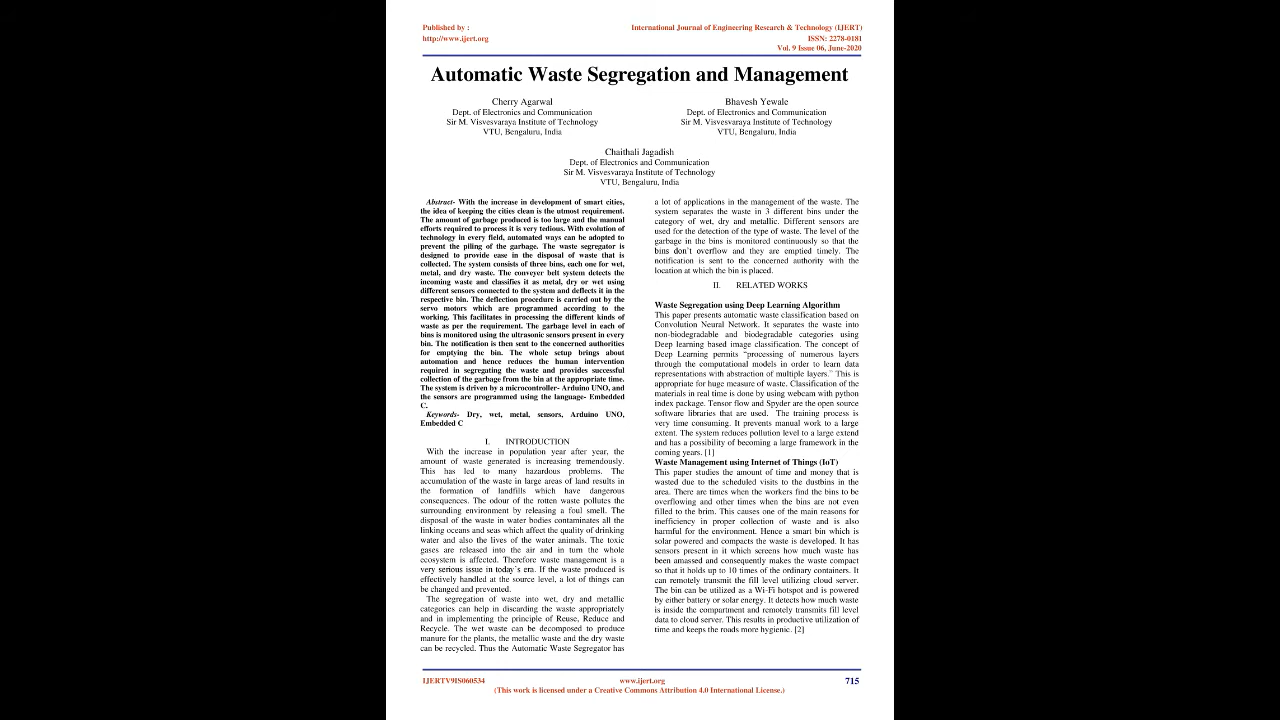 Published by :
http://www.ijert.org
International Journal of Engineering Research & Technology (IJERT)
ISSN: 2278-0181
Vol. 9 Issue 06, June-2020
Automatic Waste Segregation and Management
Cherry Agarwal
Dept. of Electronics and Communication
Sir M. Visvesvaraya Institute of Technology
VTU, Bengaluru, India
Bhavesh Yewale
Dept. of Electronics and Communication
Sir M. Visvesvaraya Institute of Technology
VTU, Bengaluru, India
Chaithali Jagadish
Dept. of Electronics and Communication
Sir M. Visvesvaraya Institute of Technology
VTU, Bengaluru, India
Abstract- With the increase in development of smart cities,
the idea of keeping the cities clean is the utmost requirement.
The amount of garbage produced is too large and the manual
efforts required to process it is very tedious. With evolution of
technology in every field, automated ways can be adopted to
prevent the piling of the garbage. The waste segregator is
designed to provide ease in the disposal of waste that is
collected. The system consists of three bins, each one for wet,
metal, and dry waste. The conveyer belt system detects the
incoming waste and classifies it as metal, dry or wet using
different sensors connected to the system and deflects it in the
respective bin. The deflection procedure is carried out by the
servo motors which are programmed according to the
working. This facilitates in processing the different kinds of
waste as per the requirement. The garbage level in each of
bins is monitored using the ultrasonic sensors present in every
bin. The notification is then sent to the concerned authorities
for emptying the bin. The whole setup brings about
automation and hence reduces the human intervention
required in segregating the waste and provides successful
collection of the garbage from the bin at the appropriate time.
The system is driven by a microcontroller- Arduino UNO, and
the sensors are programmed using the language- Embedded
C.
Keywords- Dry, wet, metal, sensors, Arduino UNO,
Embedded C
I. INTRODUCTION
With the increase in population year after year, the
amount of waste generated is increasing tremendously.
This has led to many hazardous problems. The
accumulation of the waste in large areas of land results in
the formation of landfills which have dangerous
consequences. The odour of the rotten waste pollutes the
surrounding environment by releasing a foul smell. The
disposal of the waste in water bodies contaminates all the
linking oceans and seas which affect the quality of drinking
water and also the lives of the water animals. The toxic
gases are released into the air and in turn the whole
ecosystem is affected. Therefore waste management is a
very serious issue in today's era. If the waste produced is
effectively handled at the source level, a lot of things can
be changed and prevented.
The segregation of waste into wet, dry and metallic
categories can help in discarding the waste appropriately
and in implementing the principle of Reuse, Reduce and
Recycle. The wet waste can be decomposed to produce
manure for the plants, the metallic waste and the dry waste
can be recycled. Thus the Automatic Waste Segregator has
a lot of applications in the management of the waste. The
system separates the waste in 3 different bins under the
category of wet, dry and metallic. Different sensors are
used for the detection of the type of waste. The level of the
garbage in the bins is monitored continuously so that the
bins don't overflow and they are emptied timely. The
notification is sent to the concerned authority with the
location at which the bin is placed.
II. RELATED WORKS
Waste Segregation using Deep Learning Algorithm
This paper presents automatic waste classification based on
Convolution Neural Network. It separates the waste into
non-biodegradable and biodegradable categories using
Deep learning based image classification. The concept of
Deep Learning permits "processing of numerous layers
through the computational models in order to learn data
representations with abstraction of multiple layers." This is
appropriate for huge measure of waste. Classification of the
materials in real time is done by using webcam with python
index package. Tensor flow and Spyder are the open source
software libraries that are used. The training process is
very time consuming. It prevents manual work to a large
extent. The system reduces pollution level to a large extend
and has a possibility of becoming a large framework in the
coming years. [1]
Waste Management using Internet of Things (IoT)
This paper studies the amount of time and money that is
wasted due to the scheduled visits to the dustbins in the
area. There are times when the workers find the bins to be
overflowing and other times when the bins are not even
filled to the brim. This causes one of the main reasons for
inefficiency in proper collection of waste and is also
harmful for the environment. Hence a smart bin which is
solar powered and compacts the waste is developed. It has
sensors present in it which screens how much waste has
been amassed and consequently makes the waste compact
so that it holds up to 10 times of the ordinary containers. It
can remotely transmit the fill level utilizing cloud server.
The bin can be utilized as a Wi-Fi hotspot and is powered
by either battery or solar energy. It detects how much waste
is inside the compartment and remotely transmits fill level
data to cloud server. This results in productive utilization of
time and keeps the roads more hygienic. [2]
IJERTV9IS060534
www.ijert.org
715
(This work is licensed under a Creative Commons Attribution 4.0 International License.)